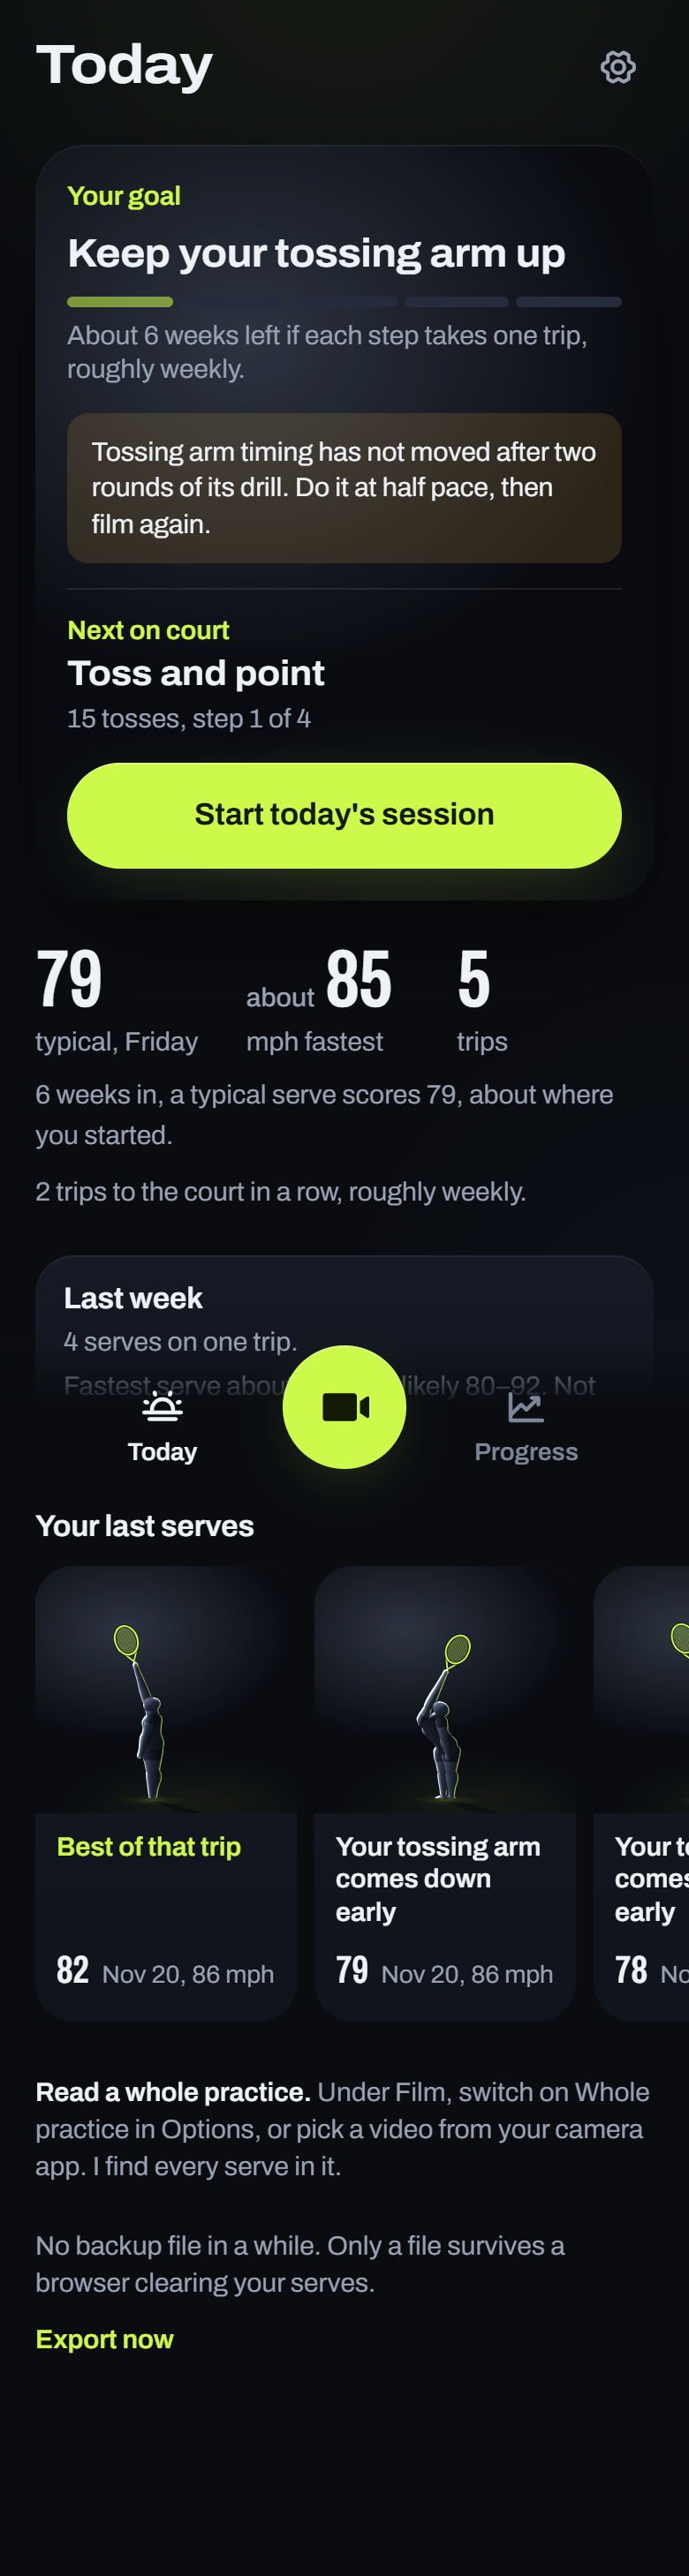 Today
Your goal
Keep your tossing arm up
About 6 weeks left if each step takes one trip,
roughly weekly.
Tossing arm timing has not moved after two
rounds of its drill. Do it at half pace, then
film again.
Next on court
Toss and point
15 tosses, step 1 of 4
Start today's session
79 about 85 5
typical, Friday mph fastest trips
6 weeks in, a typical serve scores 79, about where
you started.
2 trips to the court in a row, roughly weekly.
Last week
4 serves on one trip.
Fastest serve about likely 80–92. Not
Today Progress
Your last serves
Best of that trip
82 Nov 20, 86 mph
Your tossing arm
comes down
early
79 Nov 20, 86 mph
Your
comes
early
78
Read a whole practice. Under Film, switch on Whole
practice in Options, or pick a video from your camera
app. I find every serve in it.
No backup file in a while. Only a file survives a
browser clearing your serves.
Export now